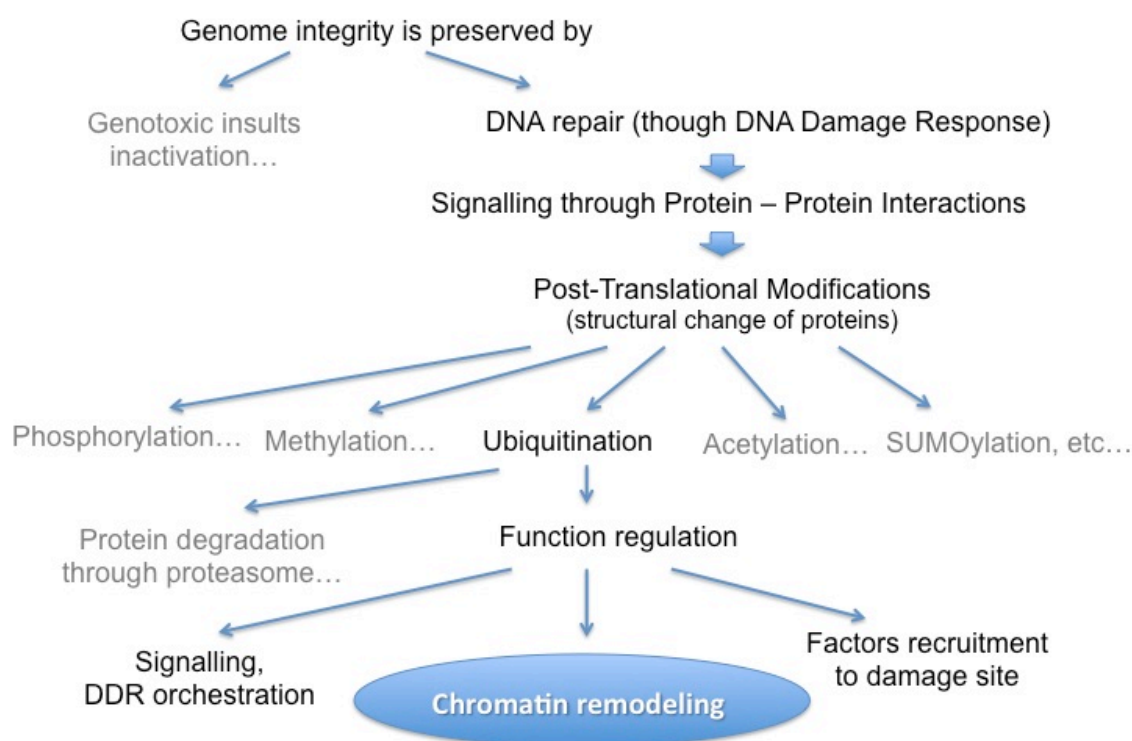 Genome integrity is preserved by
Genotoxic insults
inactivation…
DNA repair (though DNA Damage Response)
Signalling through Protein – Protein Interactions
Post-Translational Modifications
(structural change of proteins)
Phosphorylation…
Methylation…
Ubiquitination
Acetylation…
SUMOylation, etc…
Protein degradation
through proteasome…
Function regulation
Signalling,
DDR orchestration
Chromatin remodeling
Factors recruitment
to damage site